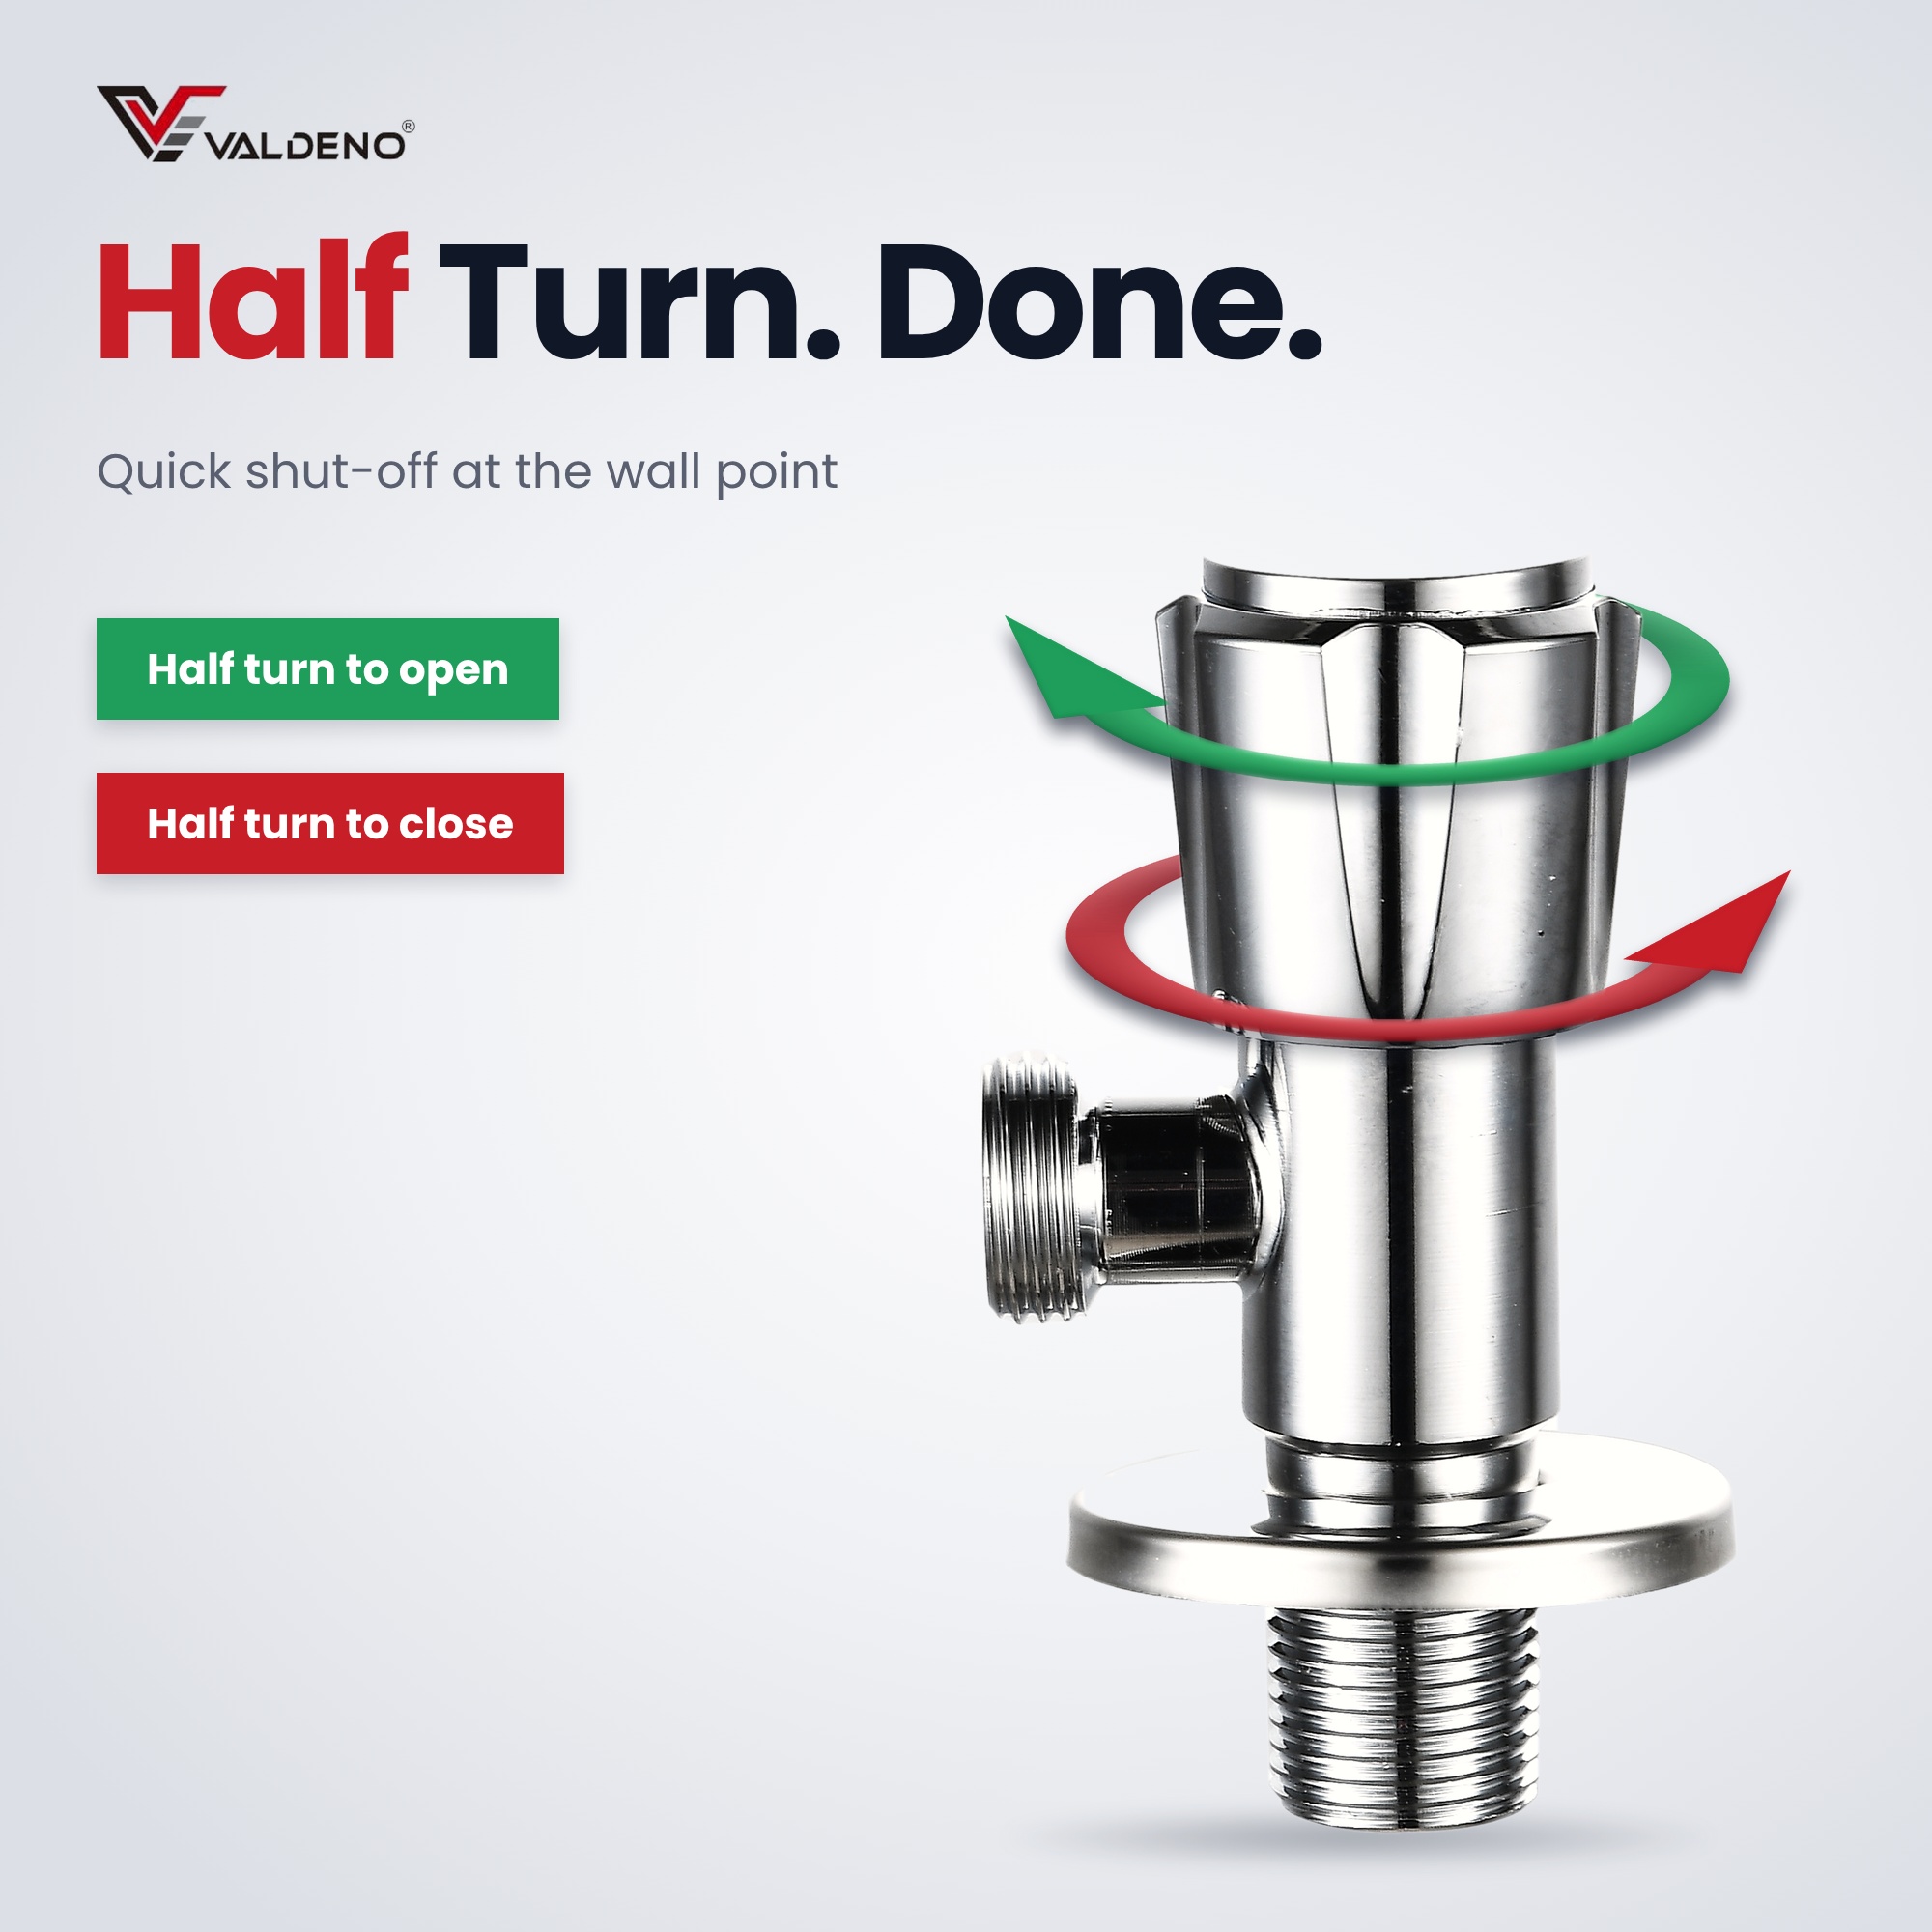 VALDENO®
Half Turn. Done.
Quick shut-off at the wall point
Half turn to open
Half turn to close